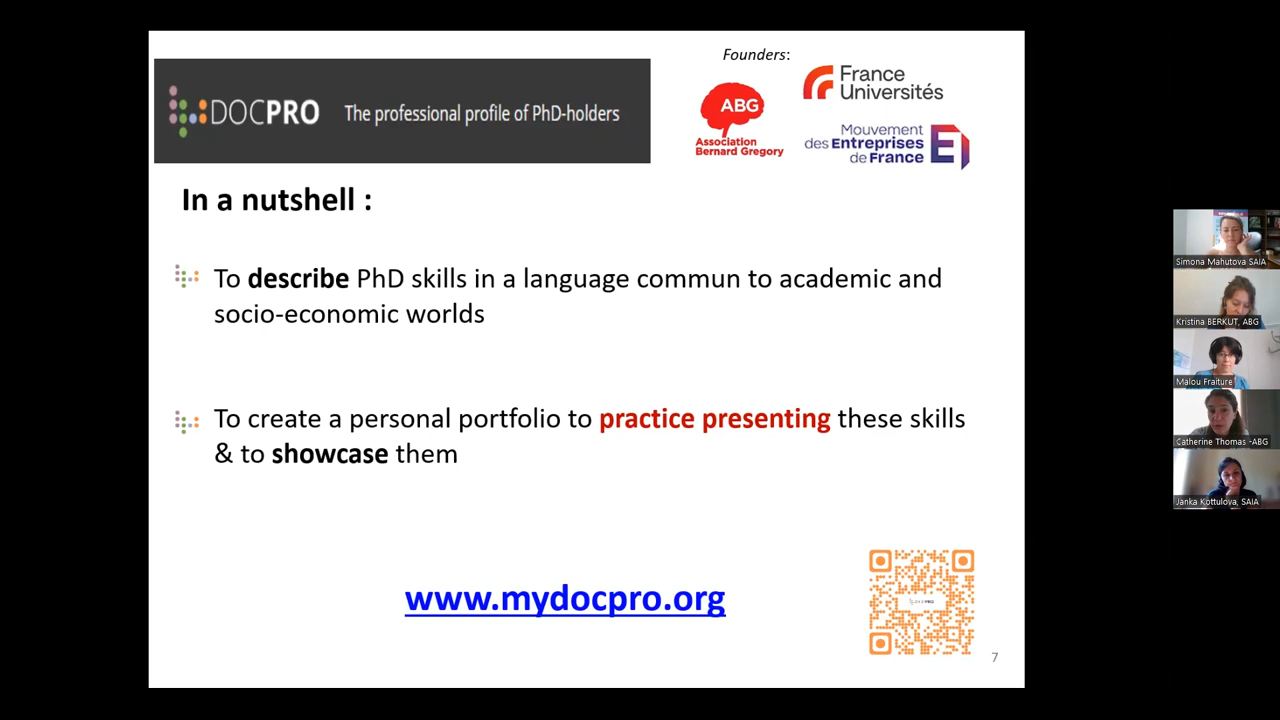 Founders:
DOCPRO The professional profile of PhD-holders
ABG
Association
Bernard Gregory
France
Universités
Mouvement
des Entreprises
de France
In a nutshell :
To describe PhD skills in a language commun to academic and
socio-economic worlds
To create a personal portfolio to practice presenting these skills
& to showcase them
www.mydocpro.org
7
Simona Mahutova SAIA
Kristina BERKUT, ABG
Malou Fraiture
Catherine Thomas -ABG
Janka Kottulova, SAIA